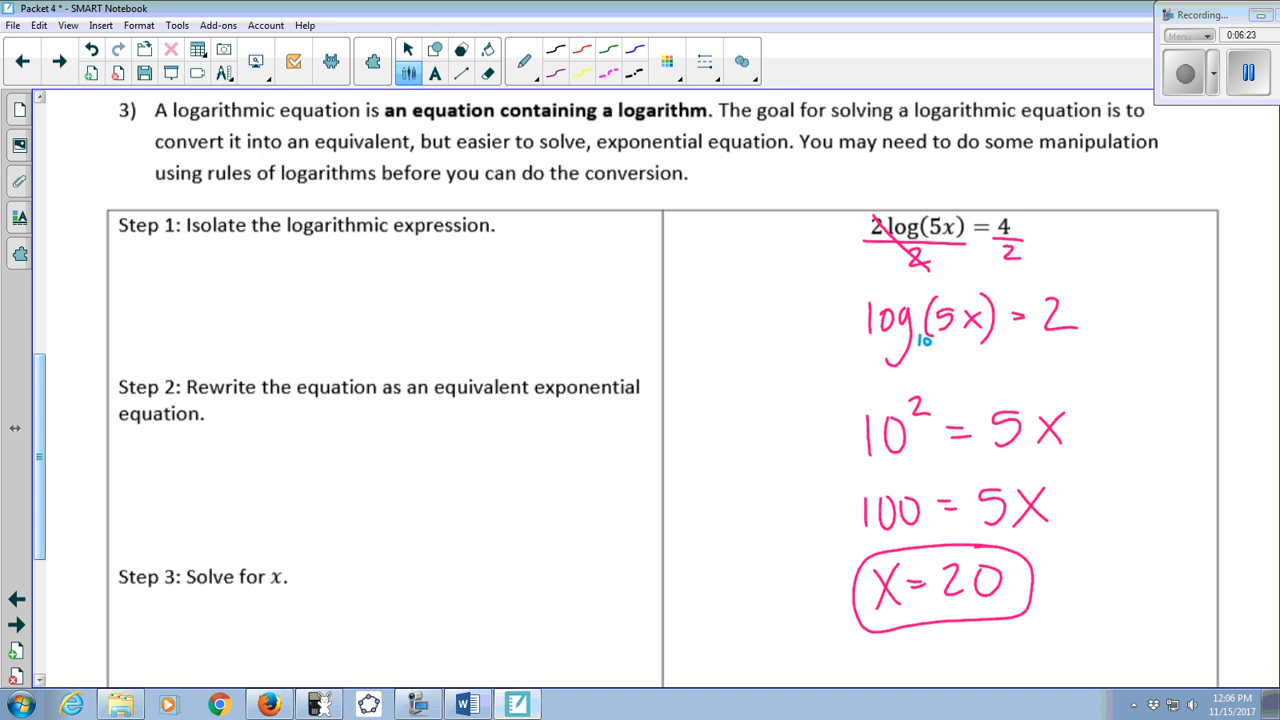 Packet 4 * - SMART Notebook
File Edit View Insert Format Tools Add-ons Account Help
Recording...
Menu
0:06:23
3) A logarithmic equation is an equation containing a logarithm. The goal for solving a logarithmic equation is to
convert it into an equivalent, but easier to solve, exponential equation. You may need to do some manipulation
using rules of logarithms before you can do the conversion.
Step 1: Isolate the logarithmic expression.
2log(5x) = 4
2 2
log₁₀(5x) = 2
Step 2: Rewrite the equation as an equivalent exponential
equation.
10² = 5x
100 = 5x
Step 3: Solve for x.
x = 20
12:06 PM
11/15/2017